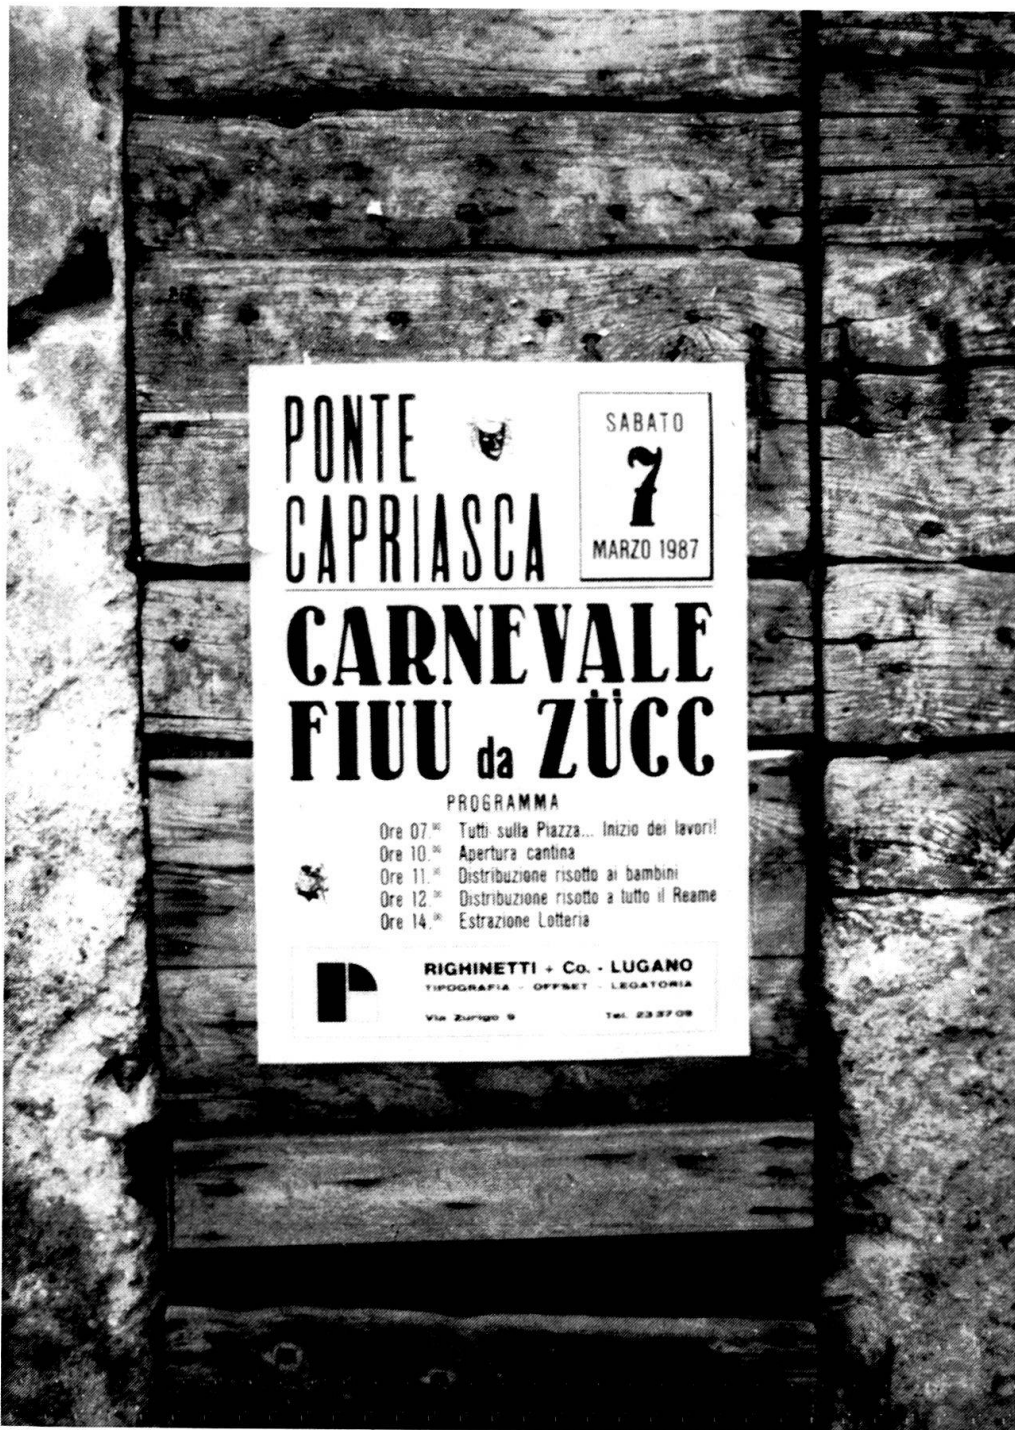 PONTE
CAPRIASCA
SABATO
7
MARZO 1987
CARNEVALE
FIUU da ZÜCC
PROGRAMMA
Ore 07.00 Tutti sulla Piazza... Inizio dei lavori!
Ore 10.00 Apertura cantina
Ore 11. Distribuzione risotto ai bambini
Ore 12. Distribuzione risotto a tutto il Reame
Ore 14. Estrazione Lotteria
RIGHINETTI + Co. - LUGANO
TIPOGRAFIA - OFFSET - LEGATORIA
Via Zurigo 9 Tel. 23 37 09